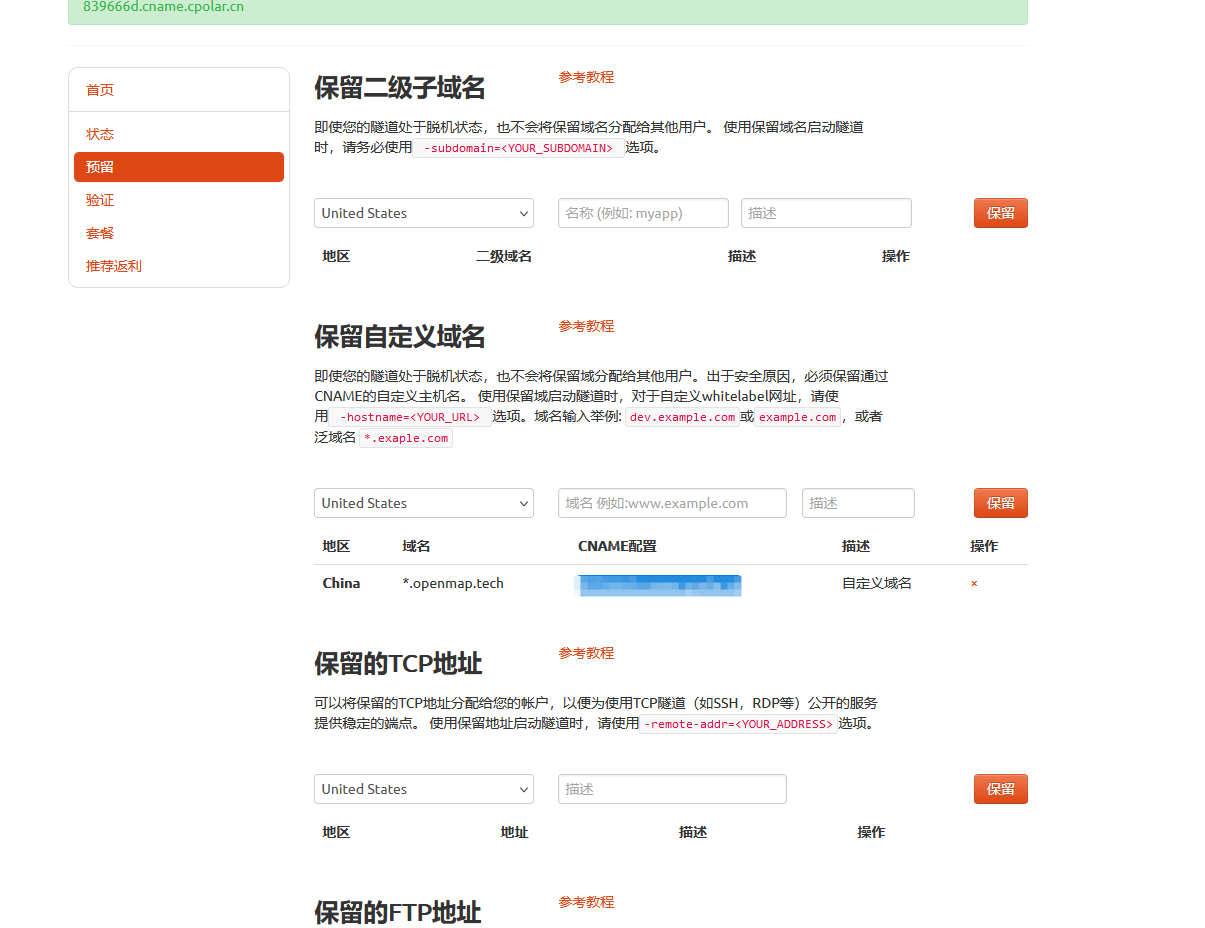 839666d.cname.cpolar.cn
首页
状态
预留
验证
套餐
推荐返利
保留二级子域名
参考教程
即使您的隧道处于脱机状态，也不会将保留域名分配给其他用户。 使用保留域名启动隧道
时，请务必使用 -subdomain=<YOUR_SUBDOMAIN> 选项。
United States 名称 (例如: myapp) 描述 保留
地区 二级域名 描述 操作
保留自定义域名
参考教程
即使您的隧道处于脱机状态，也不会将保留域分配给其他用户。出于安全原因，必须保留通过
CNAME的自定义主机名。 使用保留域启动隧道时，对于自定义whitelabel网址，请使
用 -hostname=<YOUR_URL> 选项。域名输入举例: dev.example.com 或 example.com ，或者
泛域名 *.exaple.com
United States 域名 例如:www.example.com 描述 保留
地区 域名 CNAME配置 描述 操作
China *.openmap.tech 自定义域名 ×
保留的TCP地址
参考教程
可以将保留的TCP地址分配给您的帐户，以便为使用TCP隧道（如SSH，RDP等）公开的服务
提供稳定的端点。 使用保留地址启动隧道时，请使用 -remote-addr=<YOUR_ADDRESS> 选项。
United States 描述 保留
地区 地址 描述 操作
保留的FTP地址
参考教程